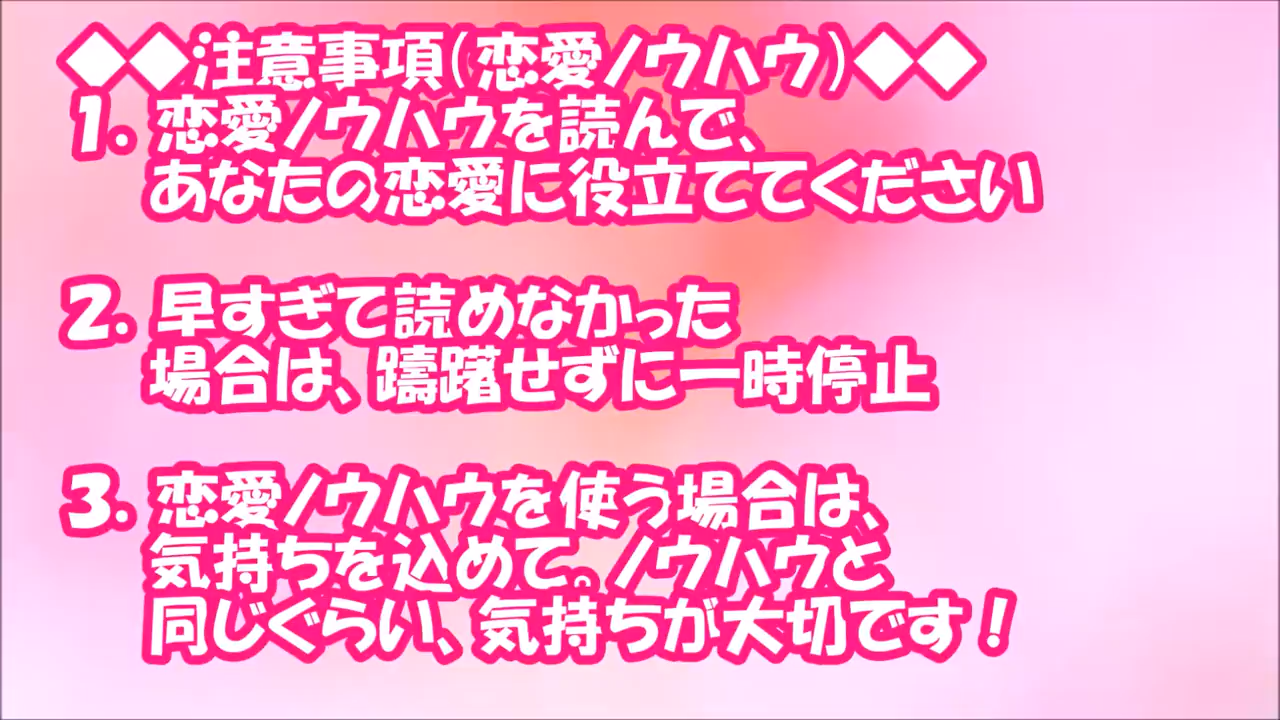 ◆◆注意事項(恋愛ノウハウ)◆◆
1. 恋愛ノウハウを読んで、
あなたの恋愛に役立ててください
2. 早すぎて読めなかった
場合は、躊躇せずに一時停止
3. 恋愛ノウハウを使う場合は、
気持ちを込めて。ノウハウと
同じぐらい、気持ちが大切です!